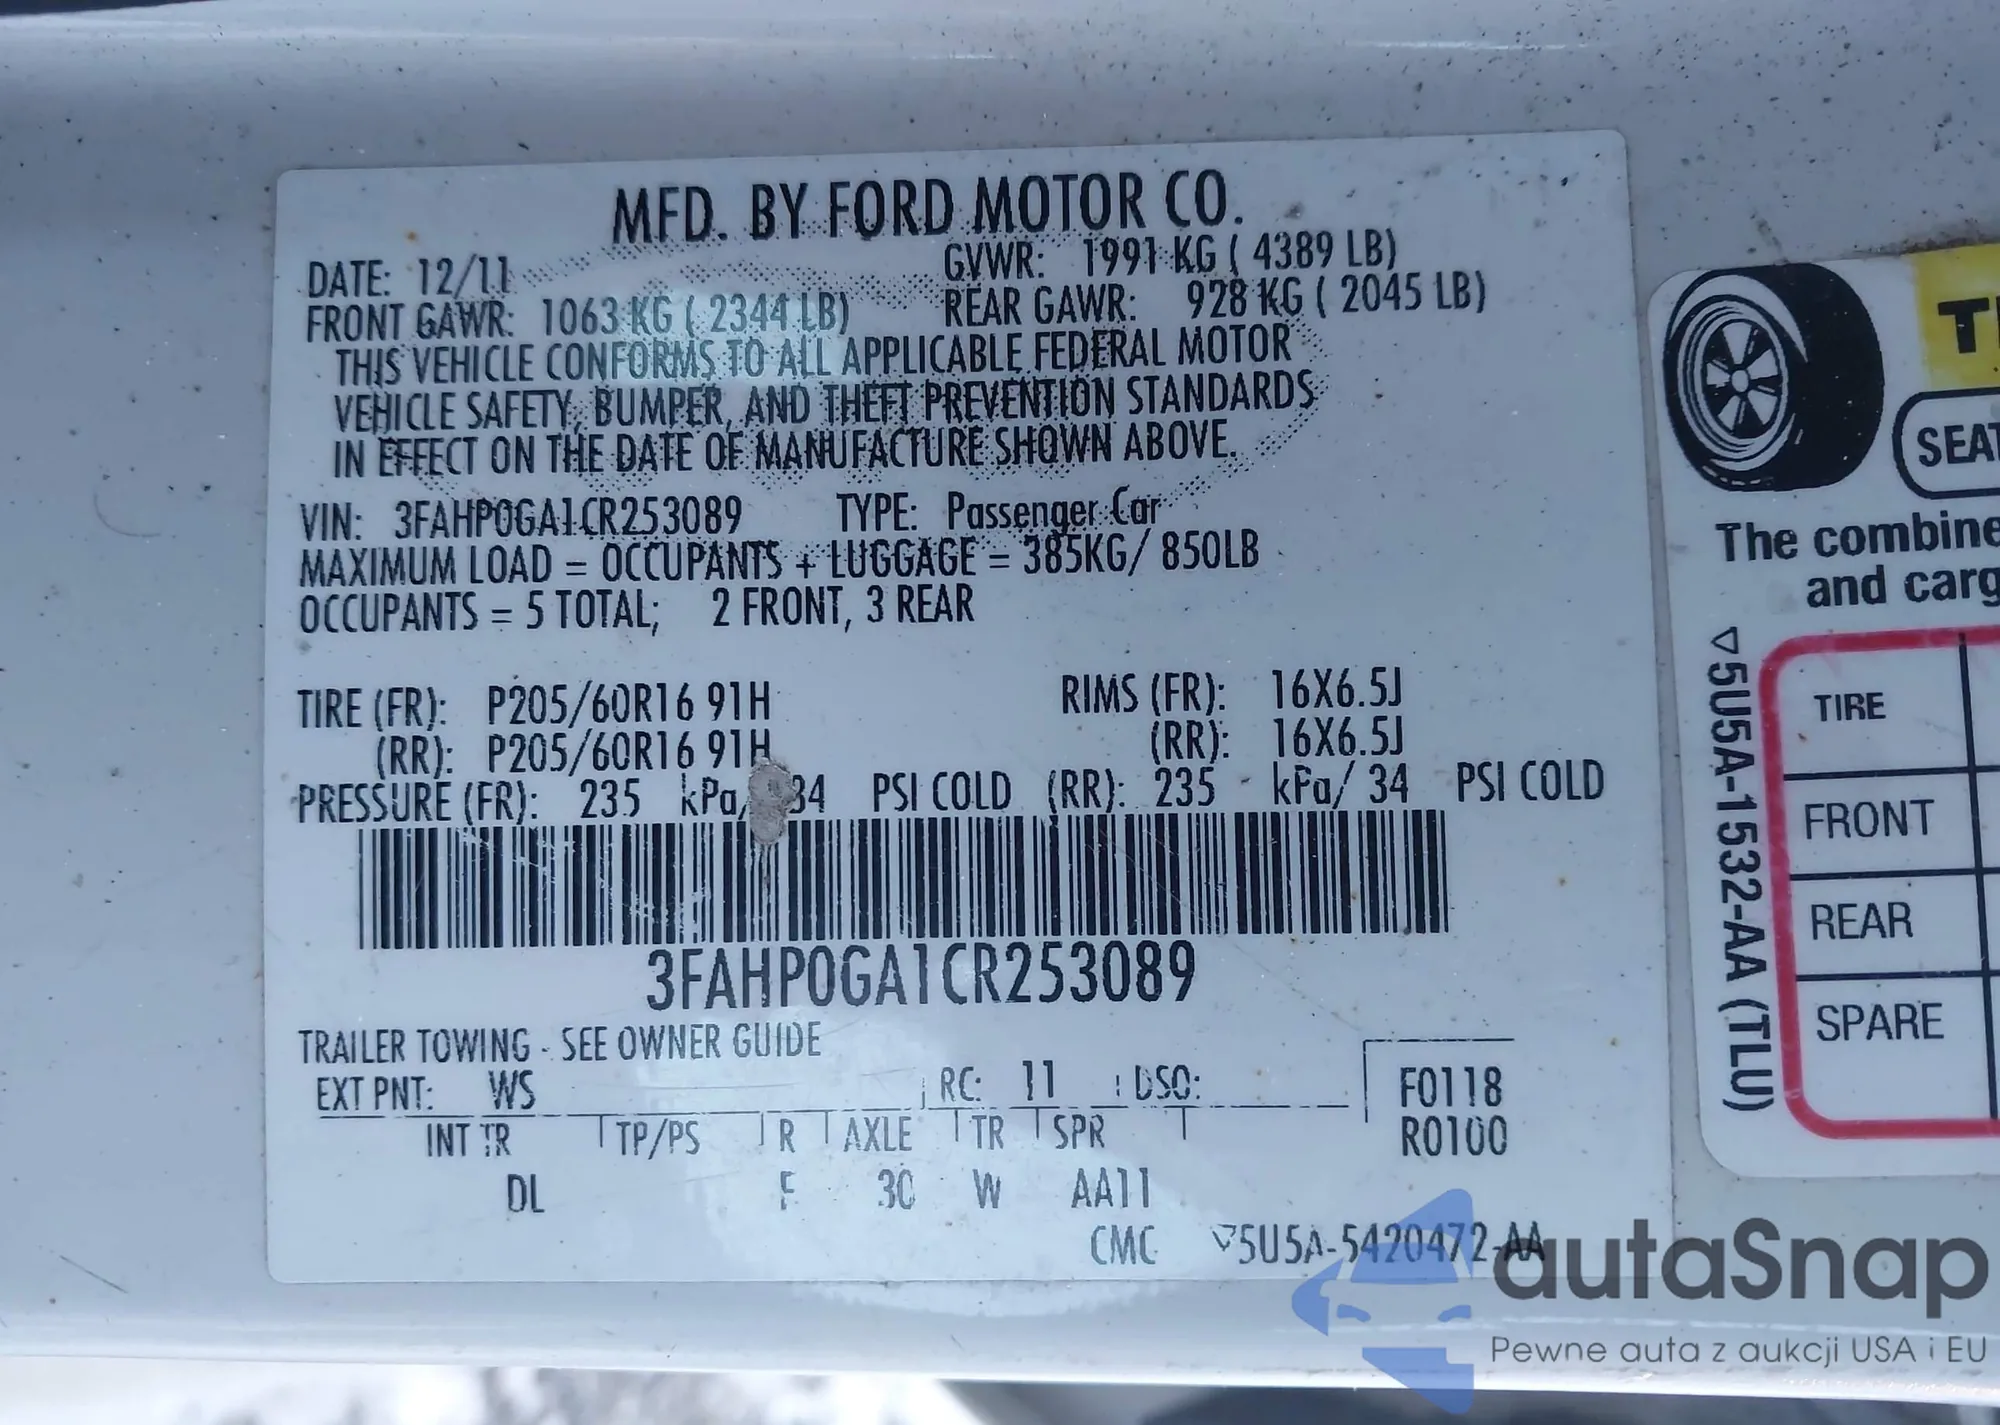 MFD. BY FORD MOTOR CO.
DATE: 12/11 GVWR: 1991 KG ( 4389 LB)
FRONT GAWR: 1063 KG ( 2344 LB) REAR GAWR: 928 KG ( 2045 LB)
THIS VEHICLE CONFORMS TO ALL APPLICABLE FEDERAL MOTOR
VEHICLE SAFETY, BUMPER, AND THEFT PREVENTION STANDARDS
IN EFFECT ON THE DATE OF MANUFACTURE SHOWN ABOVE.
VIN: 3FAHP0GA1CR253089 TYPE: Passenger Car
MAXIMUM LOAD = OCCUPANTS + LUGGAGE = 385KG/ 850LB
OCCUPANTS = 5 TOTAL; 2 FRONT, 3 REAR
TIRE (FR): P205/60R16 91H RIMS (FR): 16X6.5J
(RR): P205/60R16 91H (RR): 16X6.5J
PRESSURE (FR): 235 kPa/ 34 PSI COLD (RR): 235 kPa/ 34 PSI COLD
3FAHP0GA1CR253089
TRAILER TOWING - SEE OWNER GUIDE
EXT PNT: WS RC: 11 DSO: F0118
INT TR TP/PS R AXLE TR SPR R0100
DL F 30 W AA11
CMC ▽5U5A-5420472-AA
SEAT
The combine
and carg
TIRE
FRONT
REAR
SPARE
▽5U5A-1532-AA (TLU)
autaSnap
Pewne auta z aukcji USA i EU